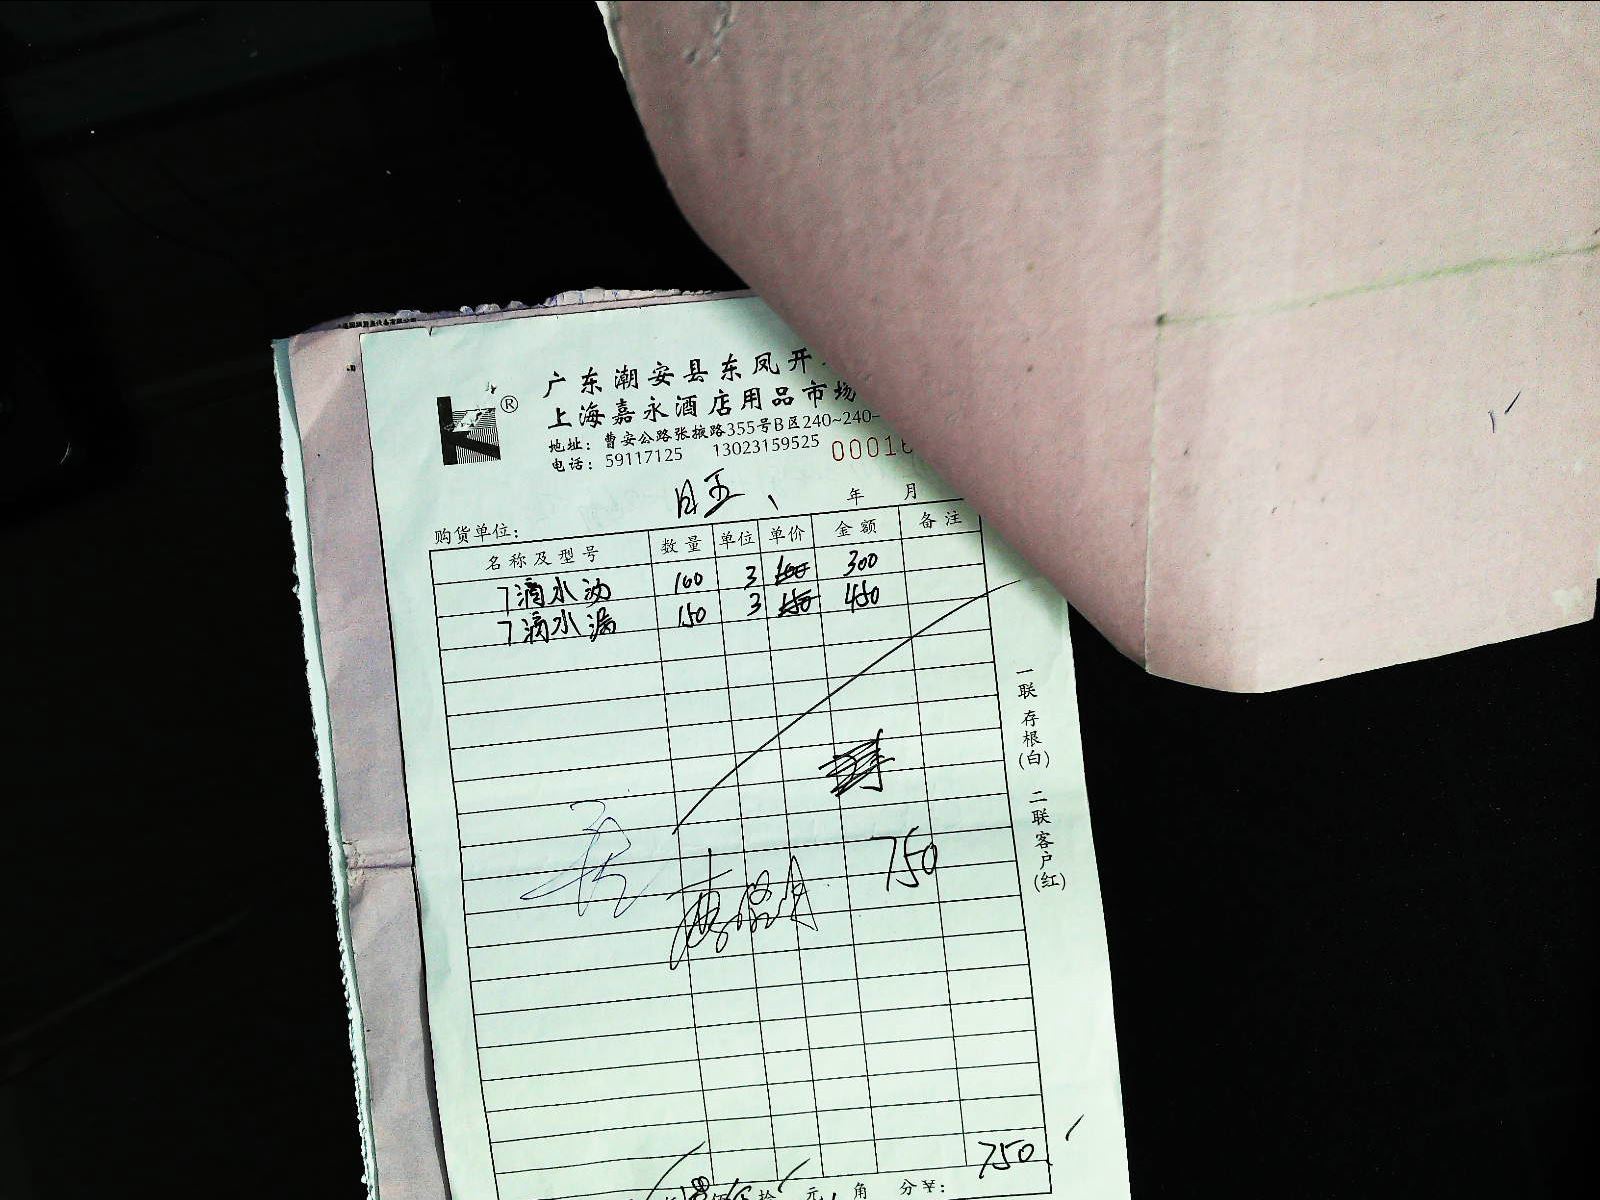 广东潮安县东凤开
上海嘉永酒店用品市场
地址：曹安公路张掖路355号B区240~240-
电话：59117125 13023159525 00016
年 月
购货单位：
名称及型号 数量 单位 单价 金额 备注
7滴水 100 3 100 300
7滴水 150 3 150 450
750
750
拾 元 角 分 ¥：
一联存根(白)
二联客户(红)